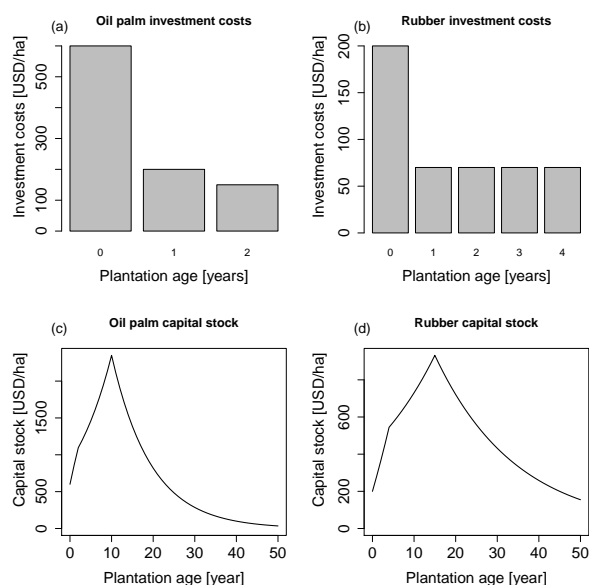 (a) Oil palm investment costs
Investment costs [USD/ha]
0 100 300 500
0 1 2
Plantation age [years]
(b) Rubber investment costs
Investment costs [USD/ha]
0 50 100 150 200
0 1 2 3 4
Plantation age [years]
(c) Oil palm capital stock
Capital stock [USD/ha]
0 500 1500
0 10 20 30 40 50
Plantation age [year]
(d) Rubber capital stock
Capital stock [USD/ha]
0 200 600
0 10 20 30 40 50
Plantation age [year]